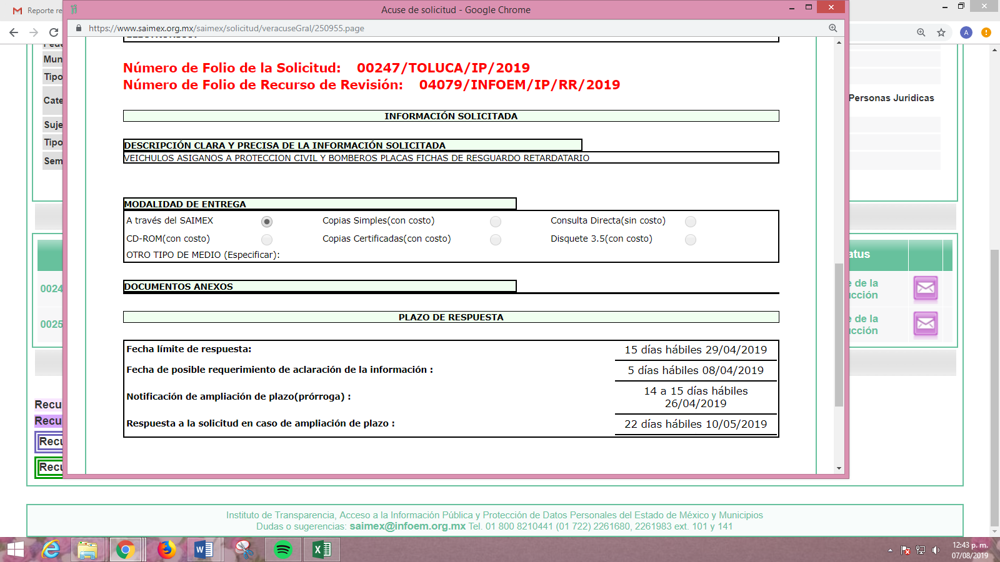 Acuse de solicitud - Google Chrome
Reporte re
https://www.saimex.org.mx/saimex/solicitud/veracuseGral/250955.page
A
Mun
Tipo
Cate
Suje
Tipo
Sem
Personas Juridicas
Número de Folio de la Solicitud: 00247/TOLUCA/IP/2019
Número de Folio de Recurso de Revisión: 04079/INFOEM/IP/RR/2019
INFORMACIÓN SOLICITADA
DESCRIPCIÓN CLARA Y PRECISA DE LA INFORMACIÓN SOLICITADA
VEICHULOS ASIGANOS A PROTECCION CIVIL Y BOMBEROS PLACAS FICHAS DE RESGUARDO RETARDATARIO
MODALIDAD DE ENTREGA
A través del SAIMEX Copias Simples(con costo) Consulta Directa(sin costo)
CD-ROM(con costo) Copias Certificadas(con costo) Disquete 3.5(con costo)
OTRO TIPO DE MEDIO (Especificar):
DOCUMENTOS ANEXOS
PLAZO DE RESPUESTA
Fecha límite de respuesta: 15 días hábiles 29/04/2019
Fecha de posible requerimiento de aclaración de la información : 5 días hábiles 08/04/2019
Notificación de ampliación de plazo(prórroga) : 14 a 15 días hábiles
26/04/2019
Respuesta a la solicitud en caso de ampliación de plazo : 22 días hábiles 10/05/2019
atus
0024
e de la
ucción
0025
e de la
ucción
Recu
Recu
Recu
Recu
Instituto de Transparencia, Acceso a la Información Pública y Protección de Datos Personales del Estado de México y Municipios
Dudas o sugerencias: saimex@infoem.org.mx Tel. 01 800 8210441 (01 722) 2261680, 2261983 ext. 101 y 141
12:43 p. m.
07/08/2019